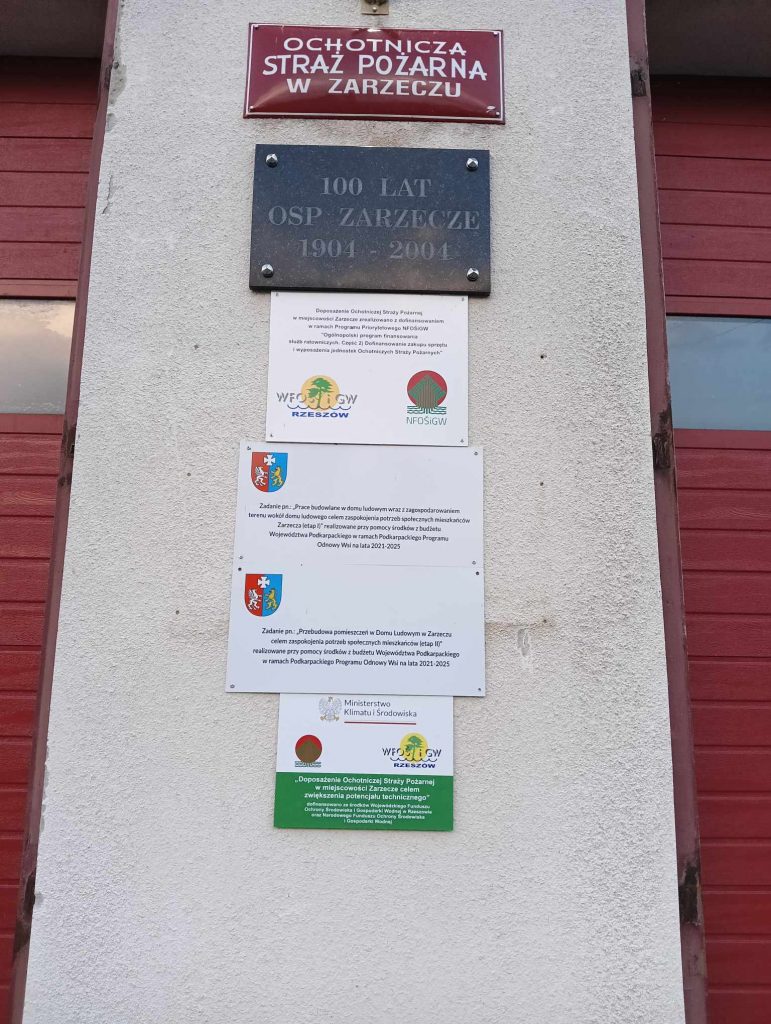 OCHOTNICZA
STRAŻ POŻARNA
W ZARZECZU
100 LAT
OSP ZARZECZE
1904 - 2004
Doposażenie Ochotniczej Straży Pożarnej
w miejscowości Zarzecze zrealizowano z dofinansowaniem
w ramach Programu Priorytetowego NFOŚiGW
"Ogólnopolski program finansowania
służb ratowniczych. Część 2) Dofinansowanie zakupu sprzętu
i wyposażenia jednostek Ochotniczych Straży Pożarnych"
WFOŚiGW
RZESZÓW
NFOŚiGW
Zadanie pn.: „Prace budowlane w domu ludowym wraz z zagospodarowaniem
terenu wokół domu ludowego celem zaspokojenia potrzeb społecznych mieszkańców
Zarzecza (etap I)" realizowane przy pomocy środków z budżetu
Województwa Podkarpackiego w ramach Podkarpackiego Programu
Odnowy Wsi na lata 2021-2025
Zadanie pn.: „Przebudowa pomieszczeń w Domu Ludowym w Zarzeczu
celem zaspokojenia potrzeb społecznych mieszkańców (etap II)"
realizowane przy pomocy środków z budżetu Województwa Podkarpackiego
w ramach Podkarpackiego Programu Odnowy Wsi na lata 2021-2025
Ministerstwo
Klimatu i Środowiska
WFOŚiGW
RZESZÓW
„Doposażenie Ochotniczej Straży Pożarnej
w miejscowości Zarzecze celem
zwiększenia potencjału technicznego"
dofinansowano ze środków Wojewódzkiego Funduszu
Ochrony Środowiska i Gospodarki Wodnej w Rzeszowie
oraz Narodowego Funduszu Ochrony Środowiska
i Gospodarki Wodnej